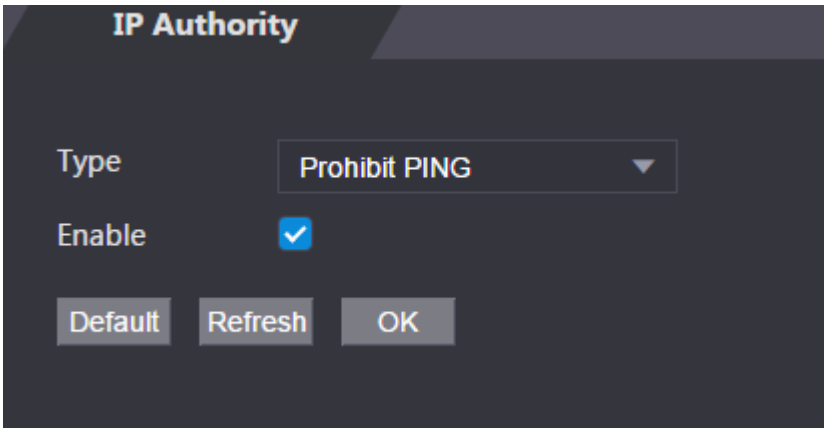 IP Authority
Type Prohibit PING
Enable
Default Refresh OK